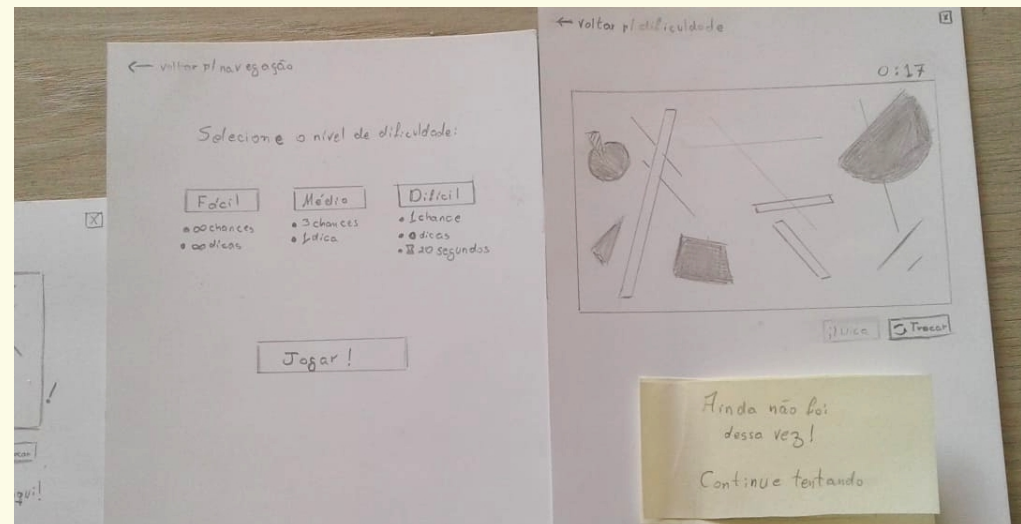 ← voltar p/ navegação
Selecione o nível de dificuldade:
Fácil
• ∞ chances
• ∞ dicas
Médio
• 3 chances
• 1 dica
Difícil
• 1 chance
• 0 dicas
• ⌛ 20 segundos
Jogar!
← voltar p/ dificuldade
X
0:17
Dica
Trocar
Ainda não foi
dessa vez!
Continue tentando
X
!
qui!